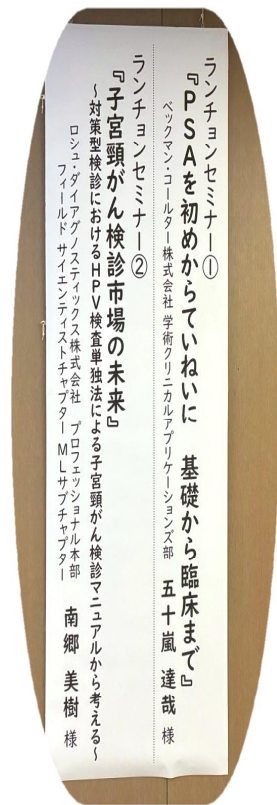 ランチョンセミナー①
『PSAを初めからていねいに 基礎から臨床まで』
ベックマン・コールター株式会社 学術クリニカルアプリケーションズ部 五十嵐 達哉 様
ランチョンセミナー②
『子宮頸がん検診市場の未来』
～対策型検診におけるHPV検査単独法による子宮頸がん検診マニュアルから考える～
ロシュ・ダイアグノスティックス株式会社 プロフェッショナル本部
フィールド サイエンティストチャプター MLサブチャプター 南郷 美樹 様